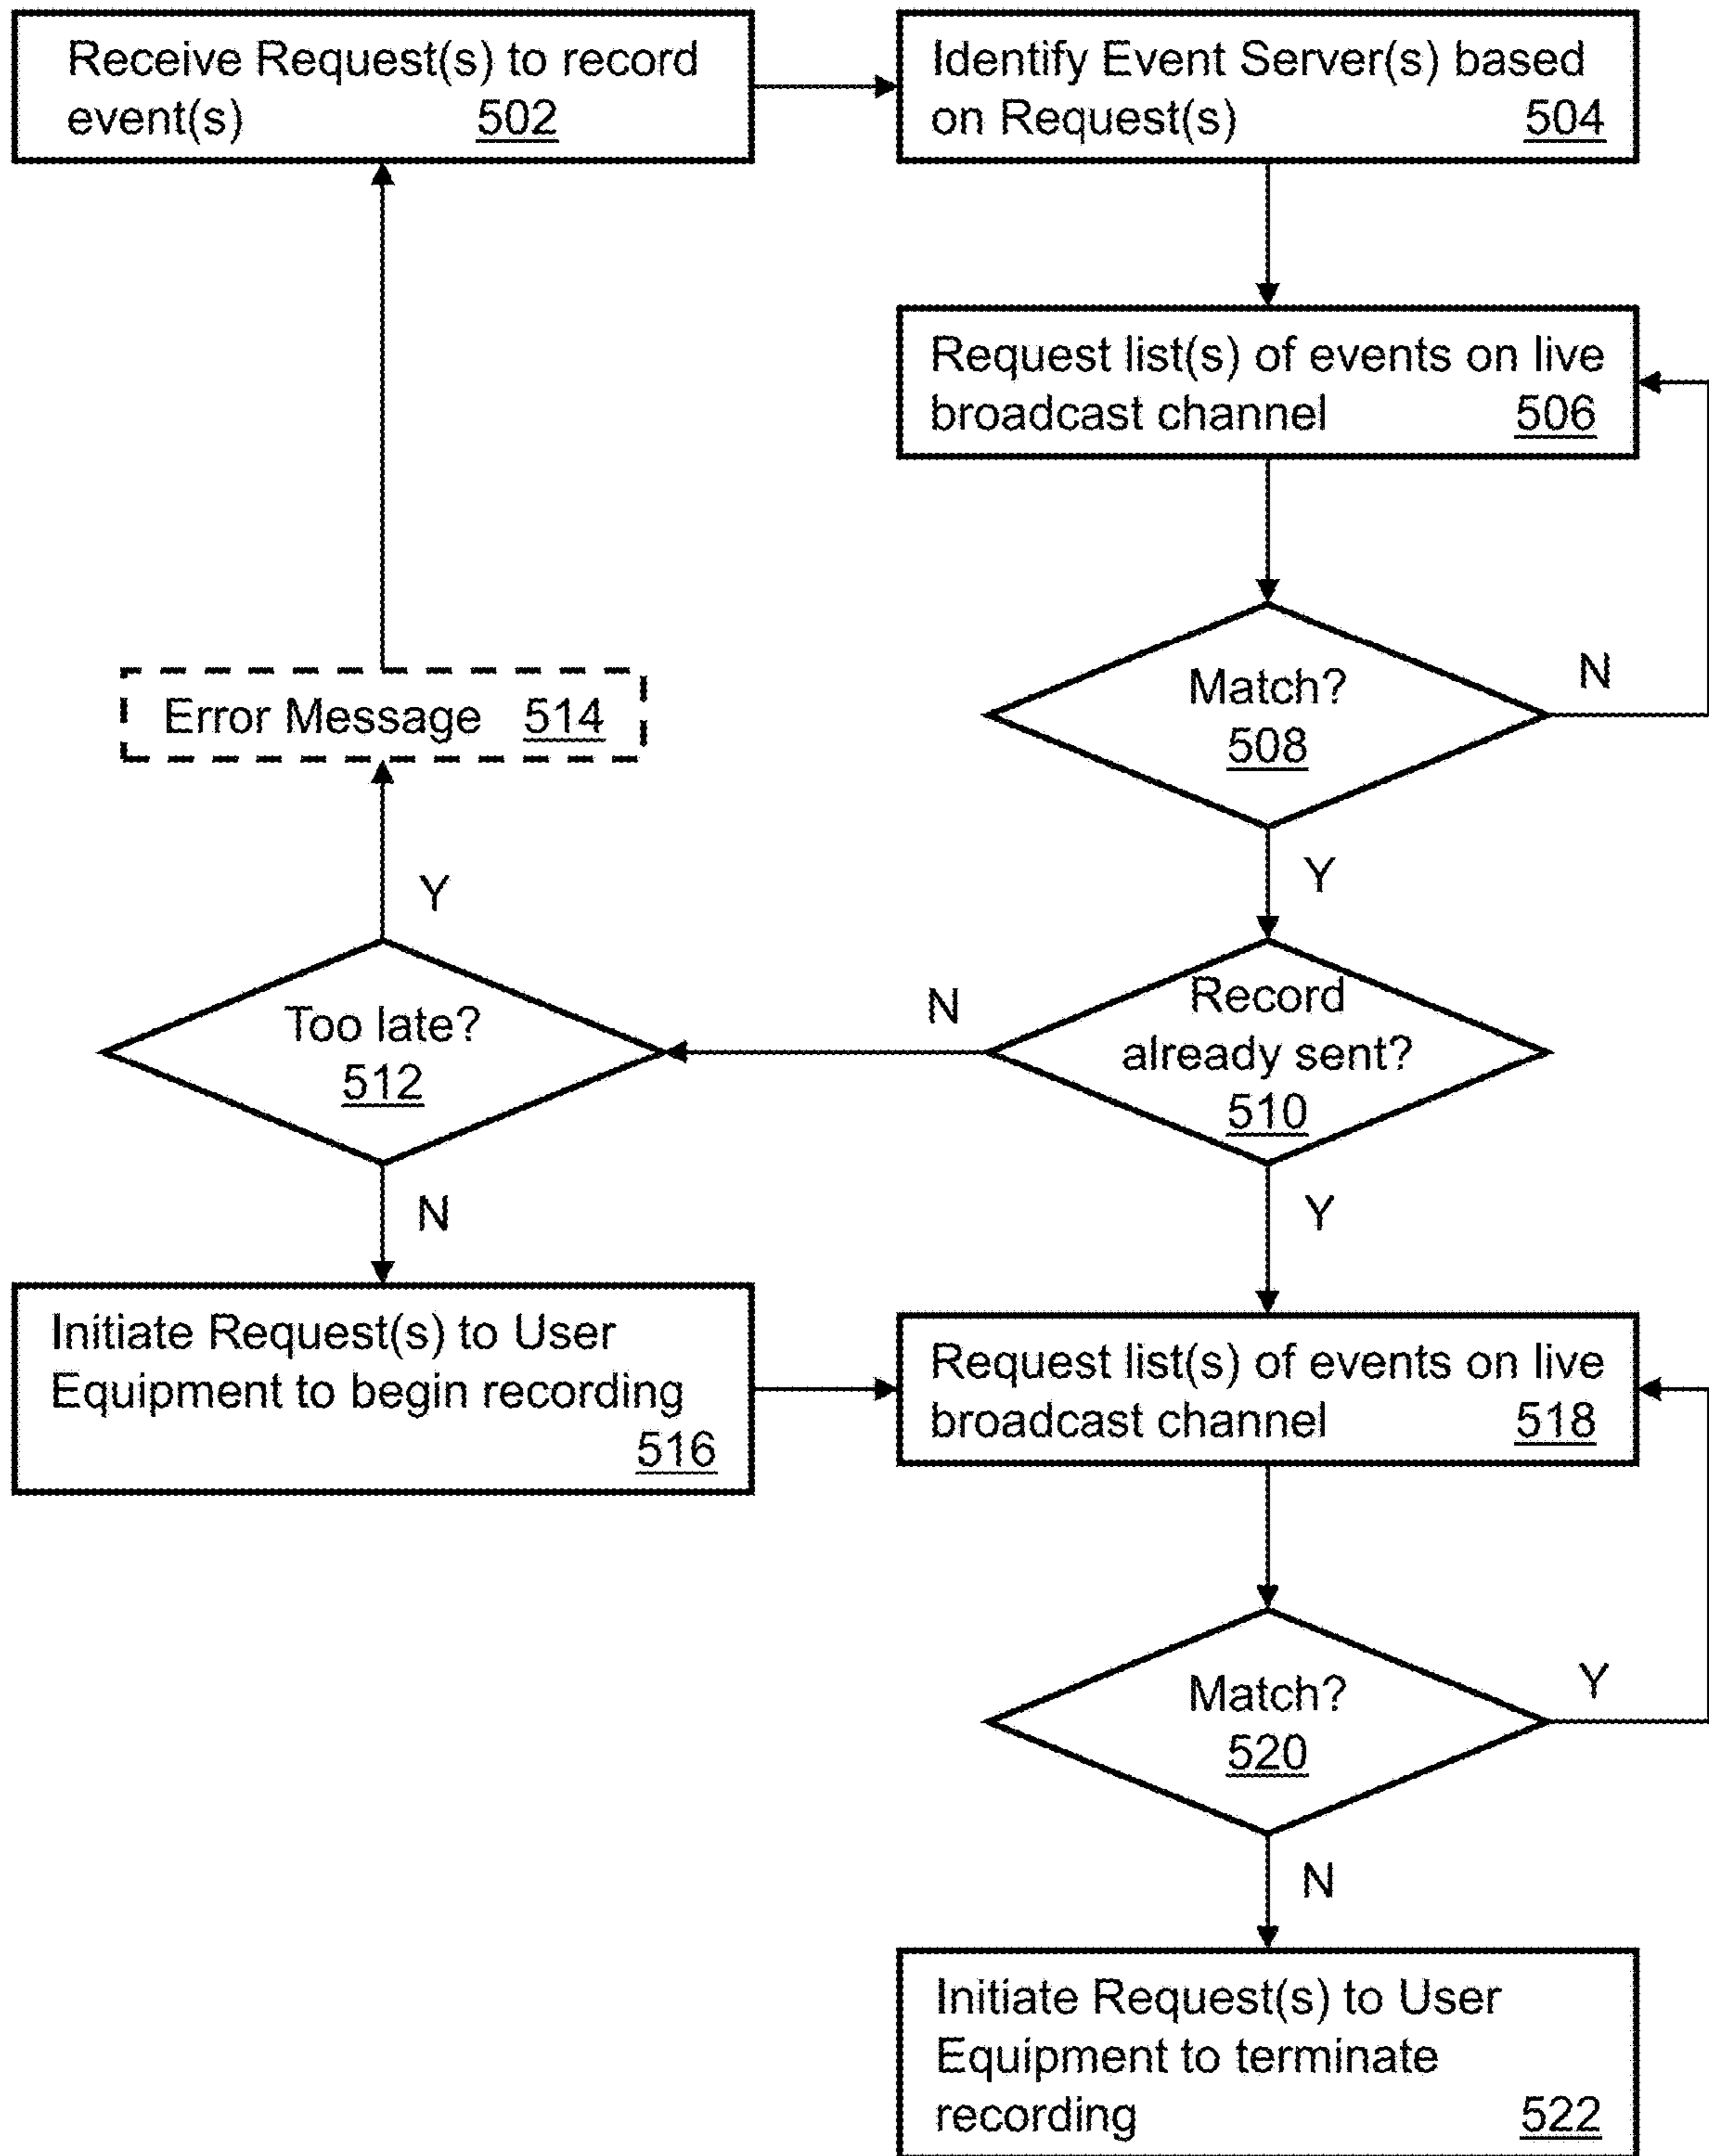 Receive Request(s) to record
event(s) 502
Identify Event Server(s) based
on Request(s) 504
Request list(s) of events on live
broadcast channel 506
Match?
508
N
Y
Error Message 514
Y
Too late?
512
N
Record
already sent?
510
N
Y
Initiate Request(s) to User
Equipment to begin recording
516
Request list(s) of events on live
broadcast channel 518
Match?
520
Y
N
Initiate Request(s) to User
Equipment to terminate
recording 522